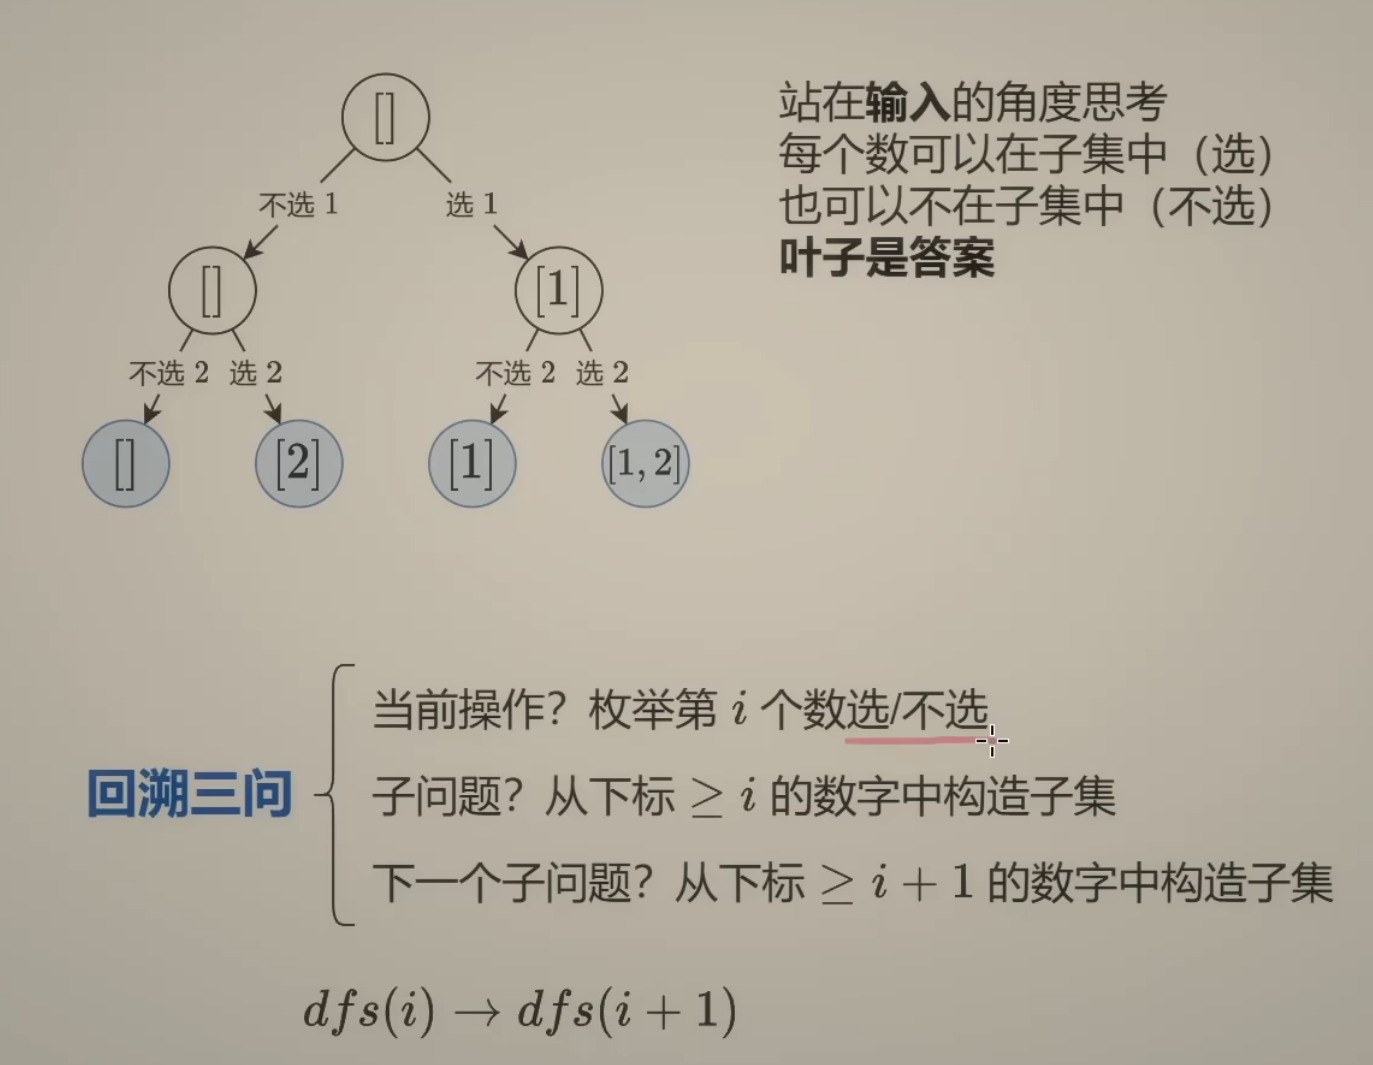 []
不选 1 选 1
[] [1]
不选 2 选 2 不选 2 选 2
[] [2] [1] [1, 2]
站在输入的角度思考
每个数可以在子集中（选）
也可以不在子集中（不选）
叶子是答案
回溯三问
当前操作？枚举第 i 个数选/不选
子问题？从下标 ≥ i 的数字中构造子集
下一个子问题？从下标 ≥ i + 1 的数字中构造子集
dfs(i) → dfs(i + 1)